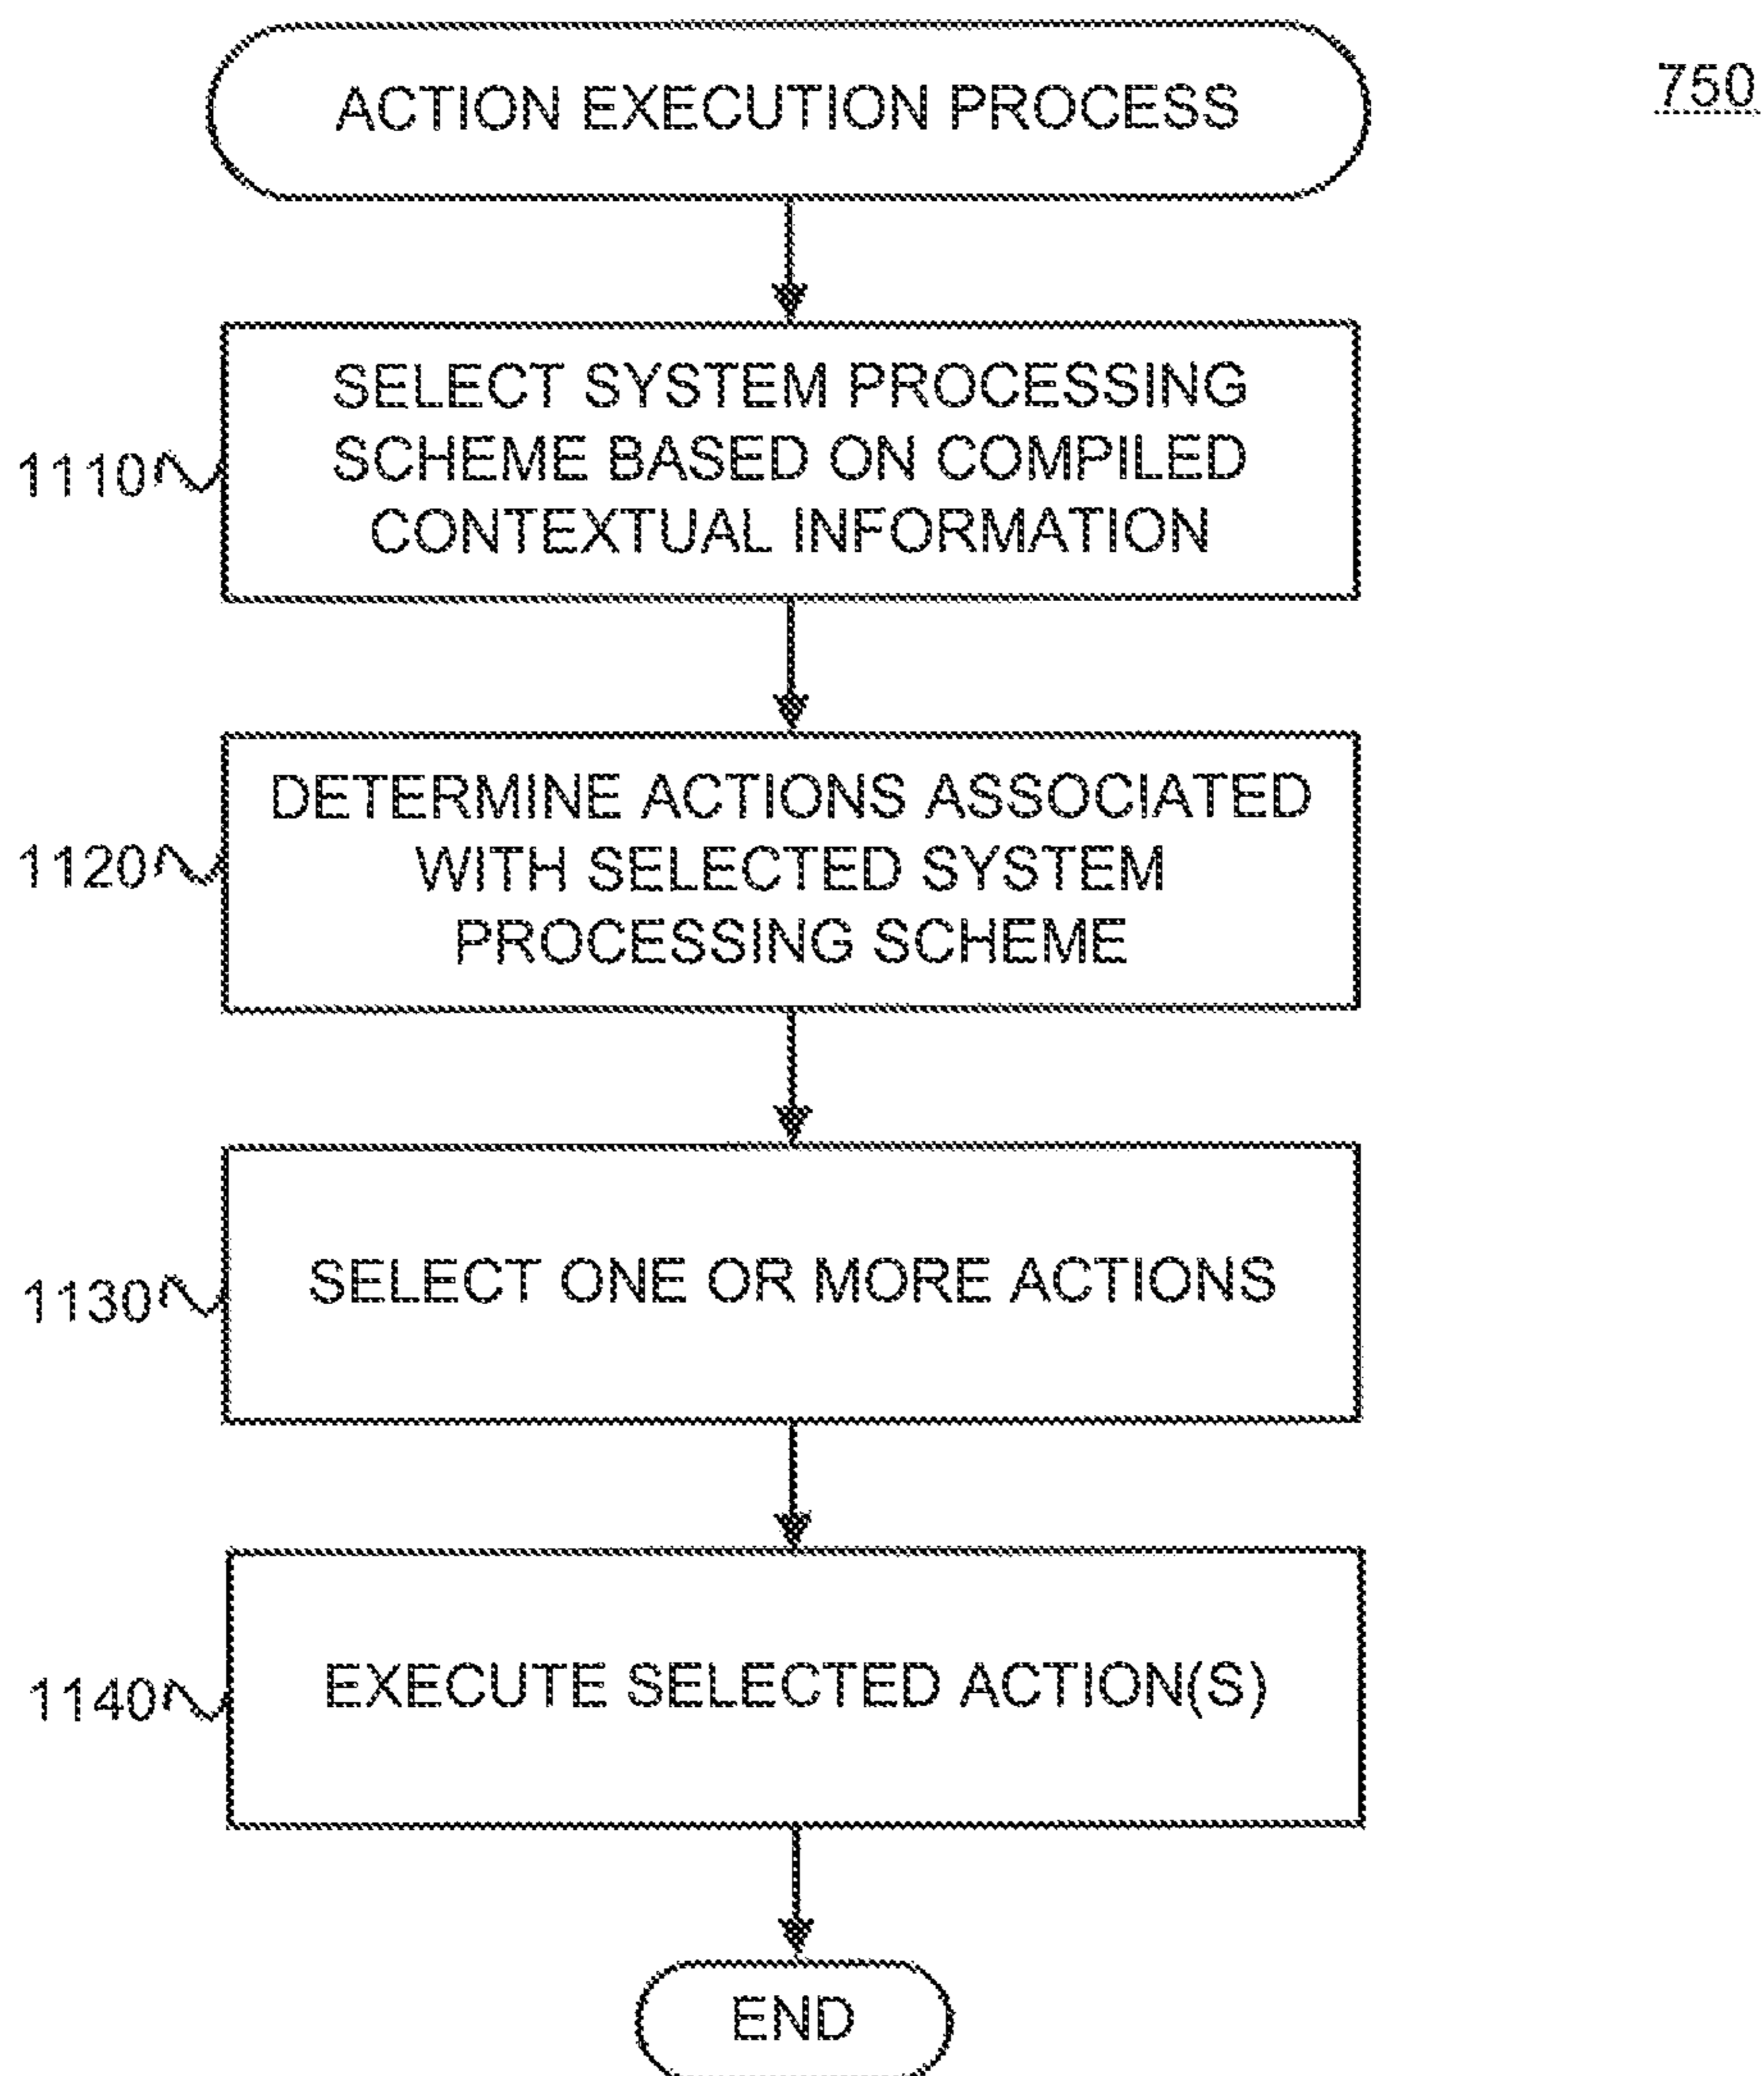 ACTION EXECUTION PROCESS
750
SELECT SYSTEM PROCESSING
SCHEME BASED ON COMPILED
CONTEXTUAL INFORMATION
1110
DETERMINE ACTIONS ASSOCIATED
WITH SELECTED SYSTEM
PROCESSING SCHEME
1120
SELECT ONE OR MORE ACTIONS
1130
EXECUTE SELECTED ACTION(S)
1140
END